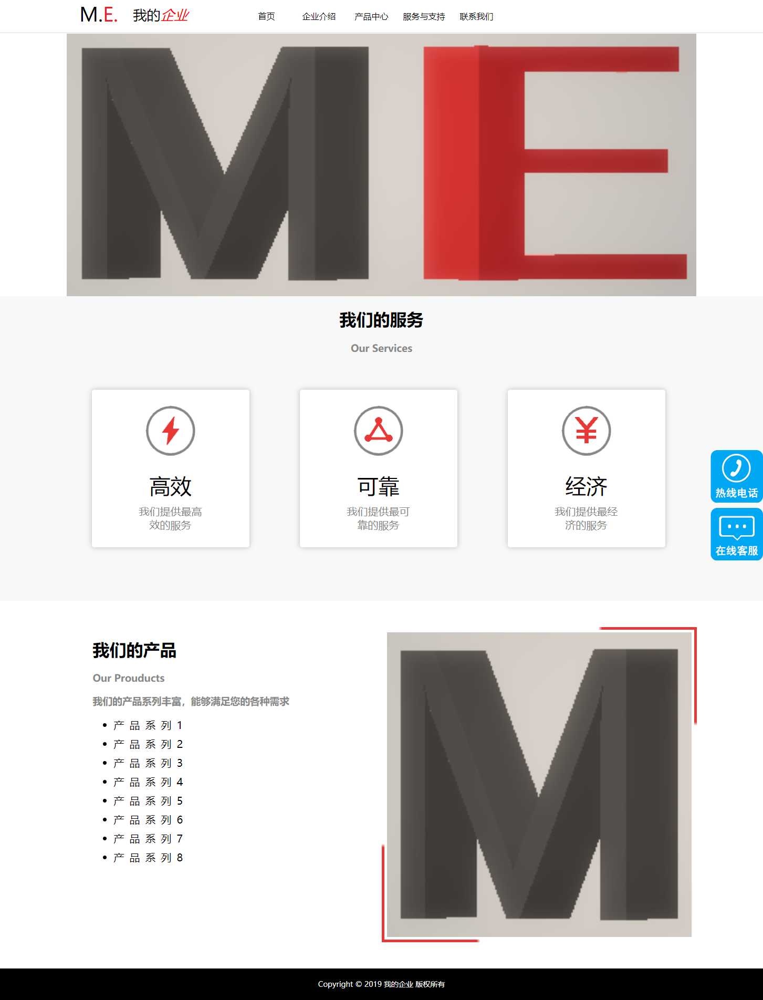 M.E. 我的企业 首页 企业介绍 产品中心 服务与支持 联系我们
ME
我们的服务
Our Services
高效
我们提供最高
效的服务
可靠
我们提供最可
靠的服务
经济
我们提供最经
济的服务
热线电话
在线客服
我们的产品
Our Prouducts
我们的产品系列丰富，能够满足您的各种需求
产品系列1
产品系列2
产品系列3
产品系列4
产品系列5
产品系列6
产品系列7
产品系列8
M
Copyright © 2019 我的企业 版权所有